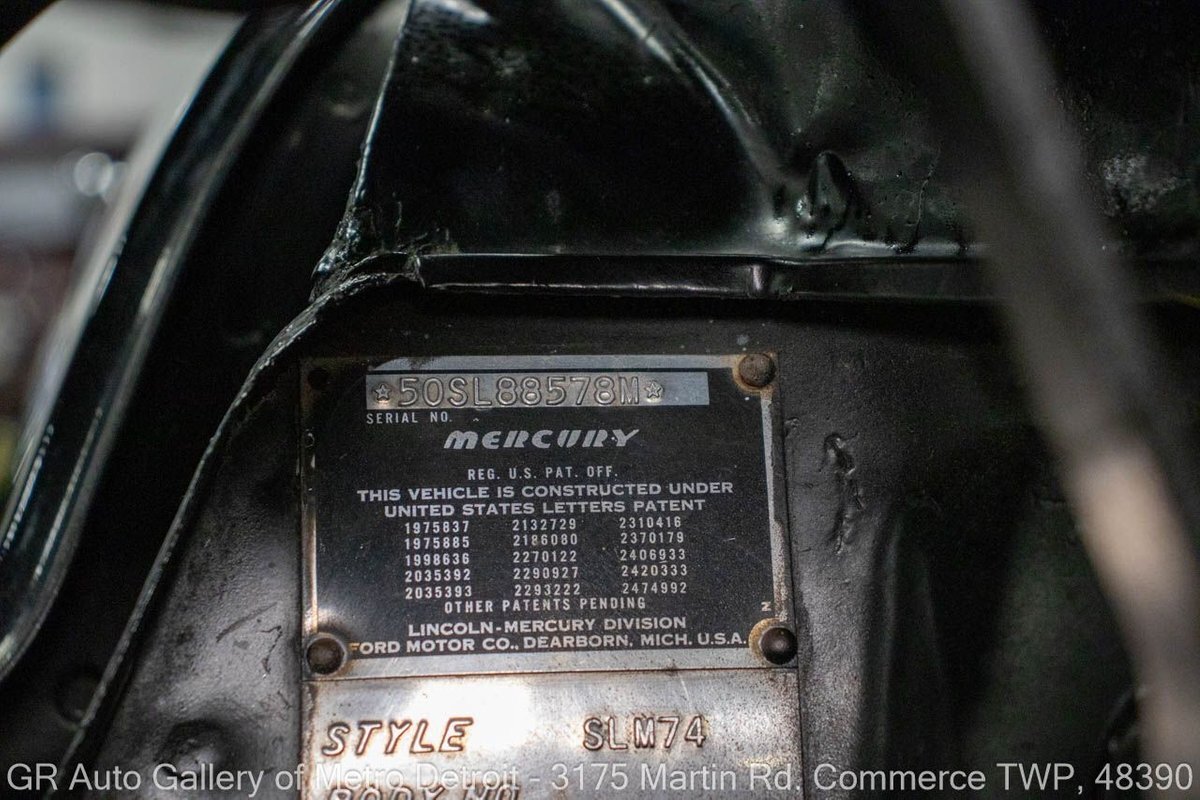 ☆50SL88578M☆
SERIAL NO.
MERCURY
REG. U.S. PAT. OFF.
THIS VEHICLE IS CONSTRUCTED UNDER
UNITED STATES LETTERS PATENT
1975837 2132729 2310416
1975885 2186080 2370179
1998636 2270122 2406933
2035392 2290927 2420333
2035393 2293222 2474992
OTHER PATENTS PENDING
N
LINCOLN-MERCURY DIVISION
FORD MOTOR CO., DEARBORN, MICH. U.S.A.
STYLE SLM74
BODY NO.
GR Auto Gallery of Metro Detroit - 3175 Martin Rd. Commerce TWP, 48390